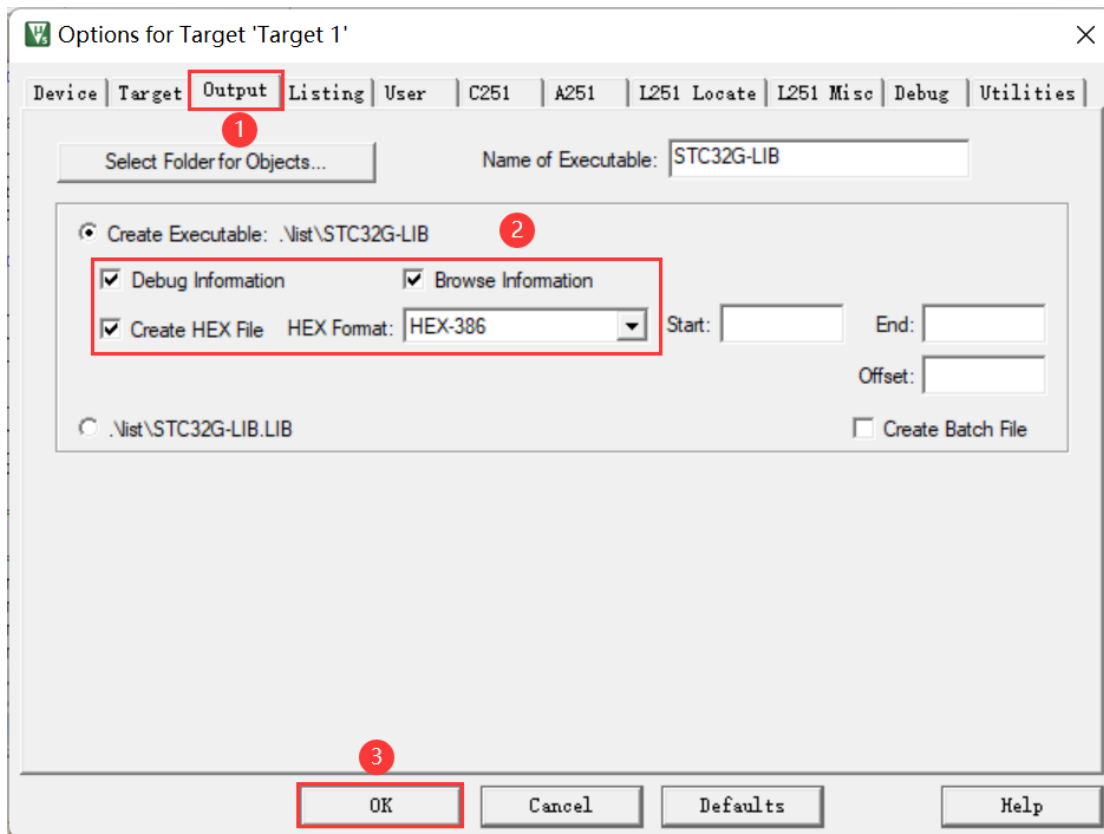 Options for Target 'Target 1'
Device Target Output Listing User C251 A251 L251 Locate L251 Misc Debug Utilities
1
Select Folder for Objects... Name of Executable: STC32G-LIB
Create Executable: .\list\STC32G-LIB
2
Debug Information Browse Information
Create HEX File HEX Format: HEX-386 Start: End:
Offset:
.\list\STC32G-LIB.LIB Create Batch File
3
OK Cancel Defaults Help